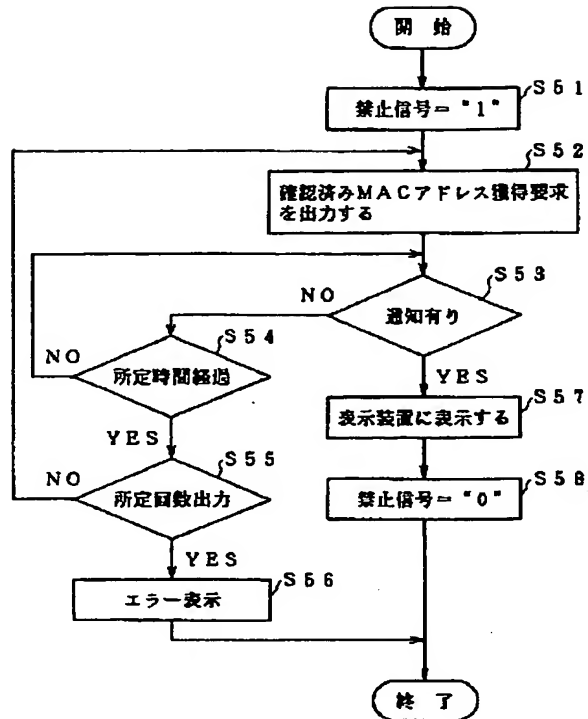 開 始
S51
禁止信号="1"
S52
確認済みMACアドレス獲得要求
を出力する
S53
NO
通知有り
S54
NO
所定時間経過
YES
S57
YES
表示装置に表示する
S55
NO
所定回数出力
S58
禁止信号="0"
YES
S56
エラー表示
終 了